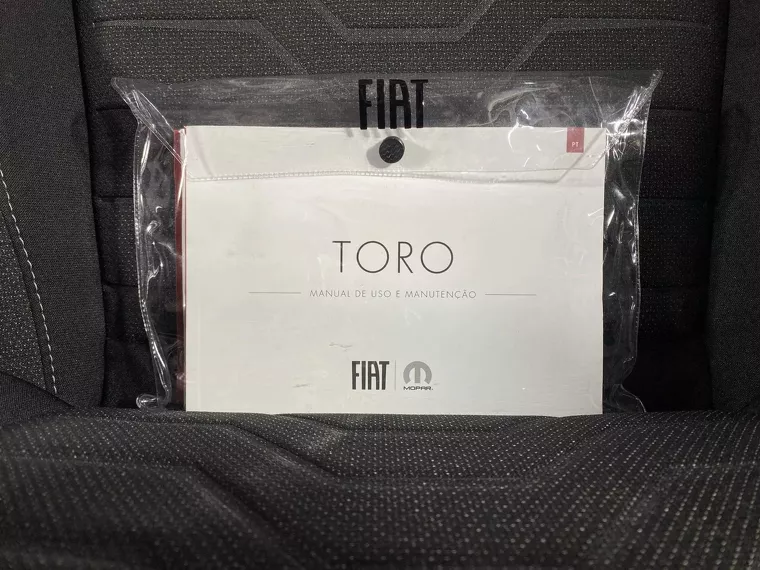 FIAT
PT
TORO
MANUAL DE USO E MANUTENÇÃO
FIAT
MOPAR